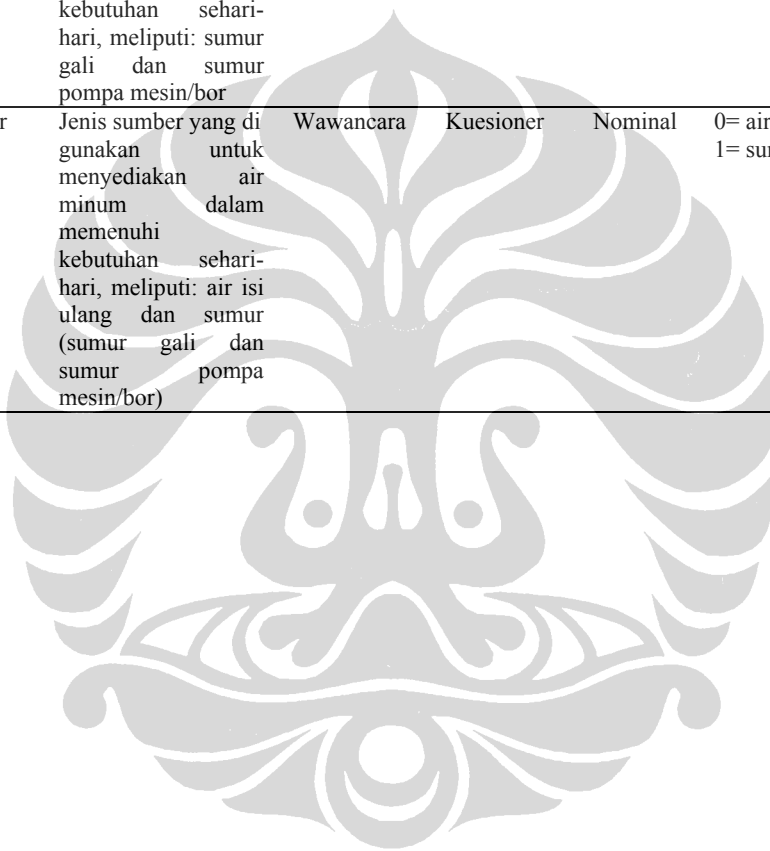 kebutuhan sehari-
hari, meliputi: sumur
gali dan sumur
pompa mesin/bor
Jenis sumber yang di Wawancara Kuesioner Nominal 0= air
gunakan untuk 1=
menyediakan air
minum dalam
memenuhi
kebutuhan sehari-
hari, meliputi: air isi
ulang dan sumur
(sumur gali dan
sumur pompa
mesin/bor)